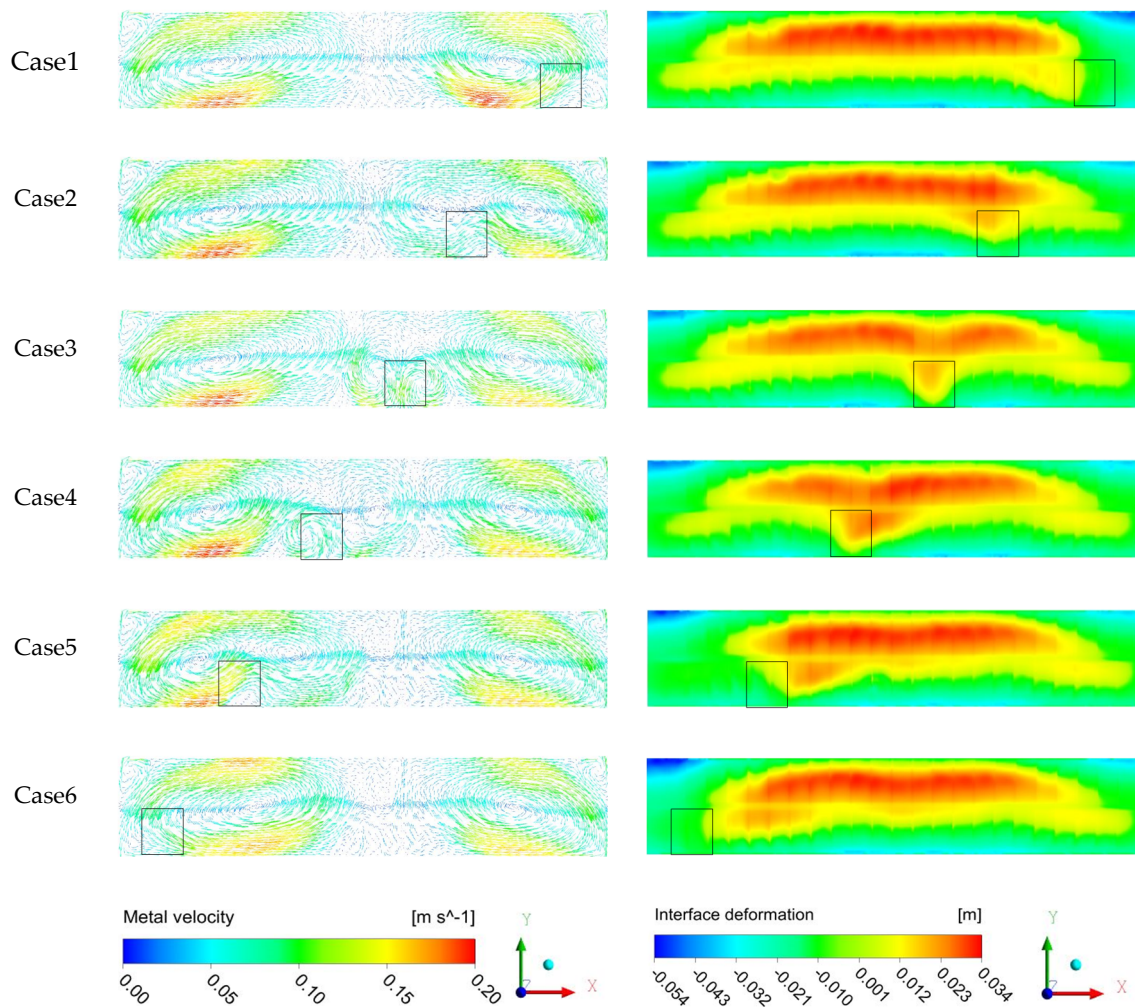 Case1
Case2
Case3
Case4
Case5
Case6
Metal velocity [m s^-1]
0.00 0.05 0.10 0.15 0.20
Y
Z X
Interface deformation [m]
-0.054 -0.043 -0.032 -0.021 -0.010 0.001 0.012 0.023 0.034
Y
Z X